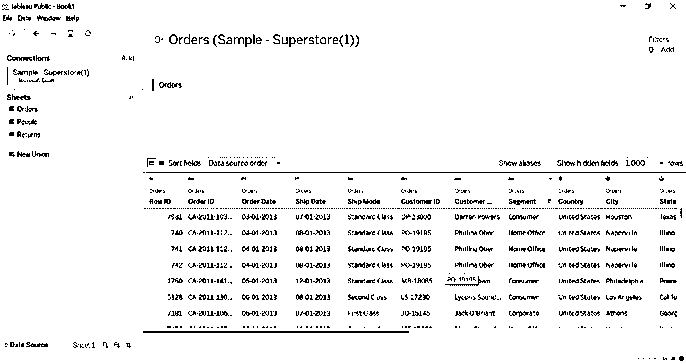 Tableau Public - Book1
File Data Window Help
Connections Add
Sample - Superstore(1)
Microsoft Excel
Sheets
Orders
People
Returns
New Union
Orders (Sample - Superstore(1))
Filters
0 Add
Orders
Sort fields Data source order Show aliases Show hidden fields 1,000 rows
Orders Orders Orders Orders Orders Orders Orders Orders Orders Orders Orders
Row ID Order ID Order Date Ship Date Ship Mode Customer ID Customer ... Segment Country City State
7981 CA-2011-103... 03-01-2013 07-01-2013 Standard Class DP-13000 Darren Powers Consumer United States Houston Texas
740 CA-2011-112... 04-01-2013 08-01-2013 Standard Class PO-19195 Phillina Ober Home Office United States Naperville Illino
741 CA-2011-112... 04-01-2013 08-01-2013 Standard Class PO-19195 Phillina Ober Home Office United States Naperville Illino
742 CA-2011-112... 04-01-2013 08-01-2013 Standard Class PO-19195 Phillina Ober Home Office United States Naperville Illino
1760 CA-2011-141... 05-01-2013 12-01-2013 Standard Class MB-18085 PO-19195 Consumer United States Philadelphia
5328 CA-2011-130... 06-01-2013 08-01-2013 Second Class LS-17230 Lycoris Saund... Consumer United States Los Angeles Califo
7181 CA-2011-106... 07-01-2013 First Class JO-15145 Jack O'Briant Corporate United States Athens Georg
Data Source Sheet 1